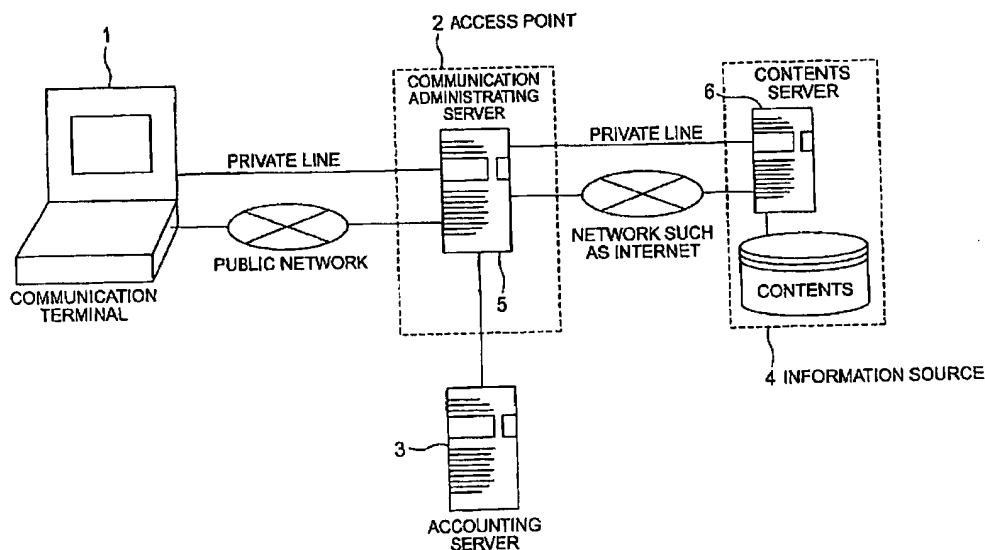 1
2 ACCESS POINT
COMMUNICATION
ADMINISTRATING
SERVER
CONTENTS
SERVER
6
PRIVATE LINE
PRIVATE LINE
PUBLIC NETWORK
NETWORK SUCH
AS INTERNET
CONTENTS
COMMUNICATION
TERMINAL
5
4 INFORMATION SOURCE
3
ACCOUNTING
SERVER